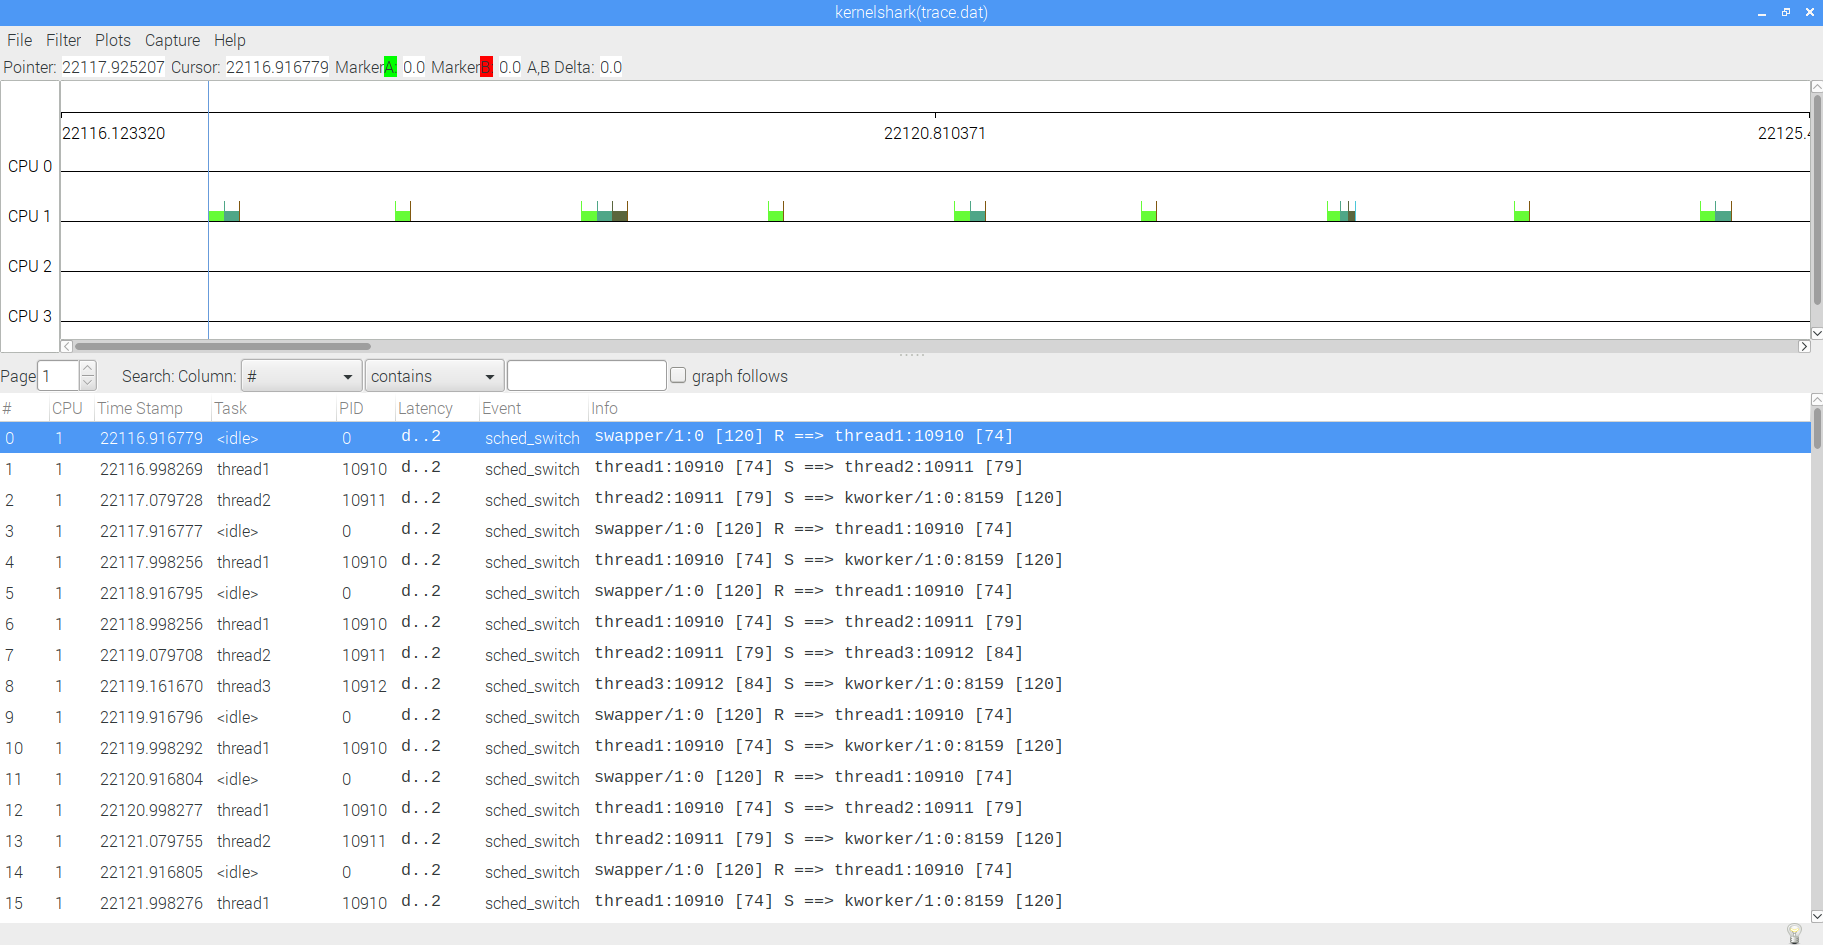 kernelshark(trace.dat)
File Filter Plots Capture Help
Pointer: 22117.925207 Cursor: 22116.916779 MarkerA: 0.0 MarkerB: 0.0 A,B Delta: 0.0
22116.123320 22120.810371 22125.4
CPU 0
CPU 1
CPU 2
CPU 3
Page 1 Search: Column: # contains graph follows
# CPU Time Stamp Task PID Latency Event Info
0 1 22116.916779 <idle> 0 d..2 sched_switch swapper/1:0 [120] R ==> thread1:10910 [74]
1 1 22116.998269 thread1 10910 d..2 sched_switch thread1:10910 [74] S ==> thread2:10911 [79]
2 1 22117.079728 thread2 10911 d..2 sched_switch thread2:10911 [79] S ==> kworker/1:0:8159 [120]
3 1 22117.916777 <idle> 0 d..2 sched_switch swapper/1:0 [120] R ==> thread1:10910 [74]
4 1 22117.998256 thread1 10910 d..2 sched_switch thread1:10910 [74] S ==> kworker/1:0:8159 [120]
5 1 22118.916795 <idle> 0 d..2 sched_switch swapper/1:0 [120] R ==> thread1:10910 [74]
6 1 22118.998256 thread1 10910 d..2 sched_switch thread1:10910 [74] S ==> thread2:10911 [79]
7 1 22119.079708 thread2 10911 d..2 sched_switch thread2:10911 [79] S ==> thread3:10912 [84]
8 1 22119.161670 thread3 10912 d..2 sched_switch thread3:10912 [84] S ==> kworker/1:0:8159 [120]
9 1 22119.916796 <idle> 0 d..2 sched_switch swapper/1:0 [120] R ==> thread1:10910 [74]
10 1 22119.998292 thread1 10910 d..2 sched_switch thread1:10910 [74] S ==> kworker/1:0:8159 [120]
11 1 22120.916804 <idle> 0 d..2 sched_switch swapper/1:0 [120] R ==> thread1:10910 [74]
12 1 22120.998277 thread1 10910 d..2 sched_switch thread1:10910 [74] S ==> thread2:10911 [79]
13 1 22121.079755 thread2 10911 d..2 sched_switch thread2:10911 [79] S ==> kworker/1:0:8159 [120]
14 1 22121.916805 <idle> 0 d..2 sched_switch swapper/1:0 [120] R ==> thread1:10910 [74]
15 1 22121.998276 thread1 10910 d..2 sched_switch thread1:10910 [74] S ==> kworker/1:0:8159 [120]